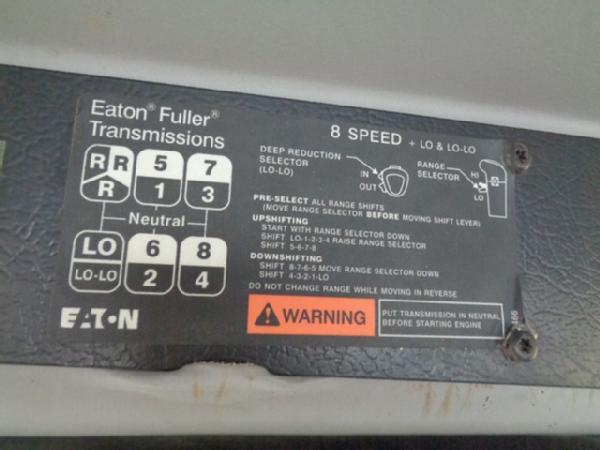 Eaton® Fuller®
Transmissions
R R 5 7
R 1 3
Neutral
LO 6 8
LO-LO 2 4
EATON
8 SPEED + LO & LO-LO
DEEP REDUCTION
SELECTOR
(LO-LO)
IN
OUT
RANGE
SELECTOR
HI
LO
PRE-SELECT ALL RANGE SHIFTS
(MOVE RANGE SELECTOR BEFORE MOVING SHIFT LEVER)
UPSHIFTING
START WITH RANGE SELECTOR DOWN
SHIFT LO-1-2-3-4 RAISE RANGE SELECTOR
SHIFT 5-6-7-8
DOWNSHIFTING
SHIFT 8-7-6-5 MOVE RANGE SELECTOR DOWN
SHIFT 4-3-2-1-LO
DO NOT CHANGE RANGE WHILE MOVING IN REVERSE
WARNING
PUT TRANSMISSION IN NEUTRAL
BEFORE STARTING ENGINE